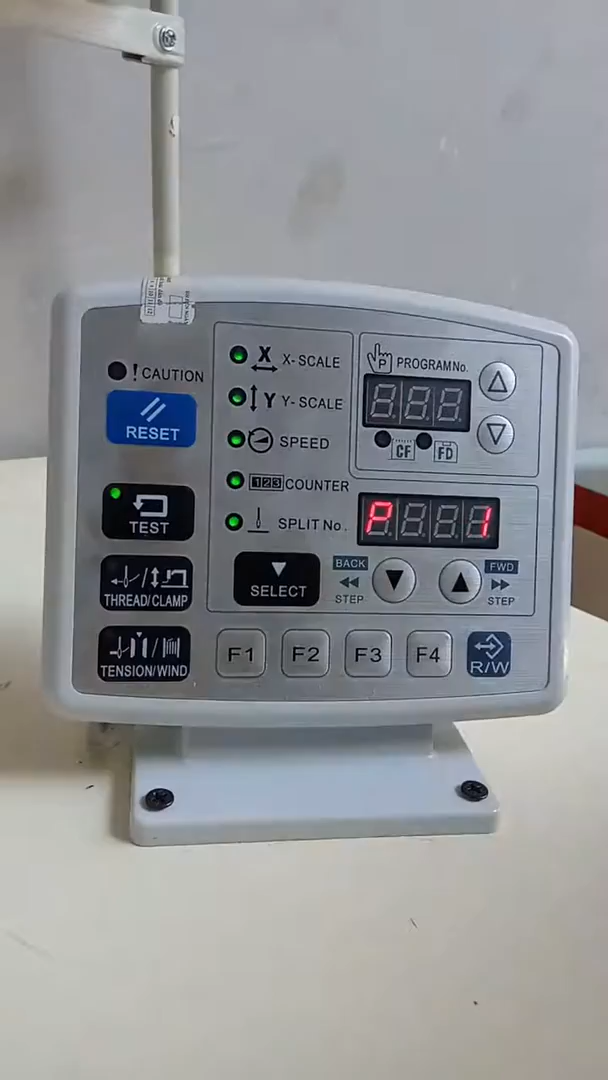 ! CAUTION
RESET
TEST
THREAD/CLAMP
TENSION/WIND
X X-SCALE
Y Y-SCALE
SPEED
123 COUNTER
SPLIT No.
SELECT
P PROGRAM No.
CF FD
P 1
BACK
STEP
FWD
STEP
F1 F2 F3 F4 R/W